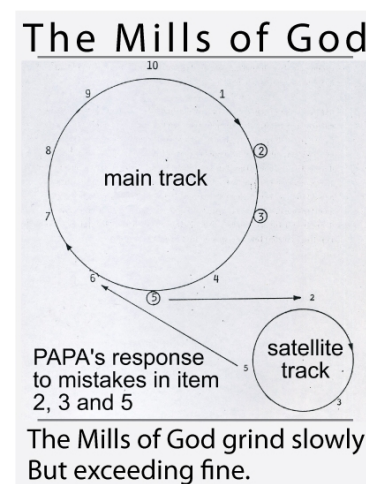 The Mills of God
10
9
1
8
2
main track
7
3
6
4
5
2
PAPA's response
to mistakes in item
2, 3 and 5
5
satellite
track
3
The Mills of God grind slowly
But exceeding fine.